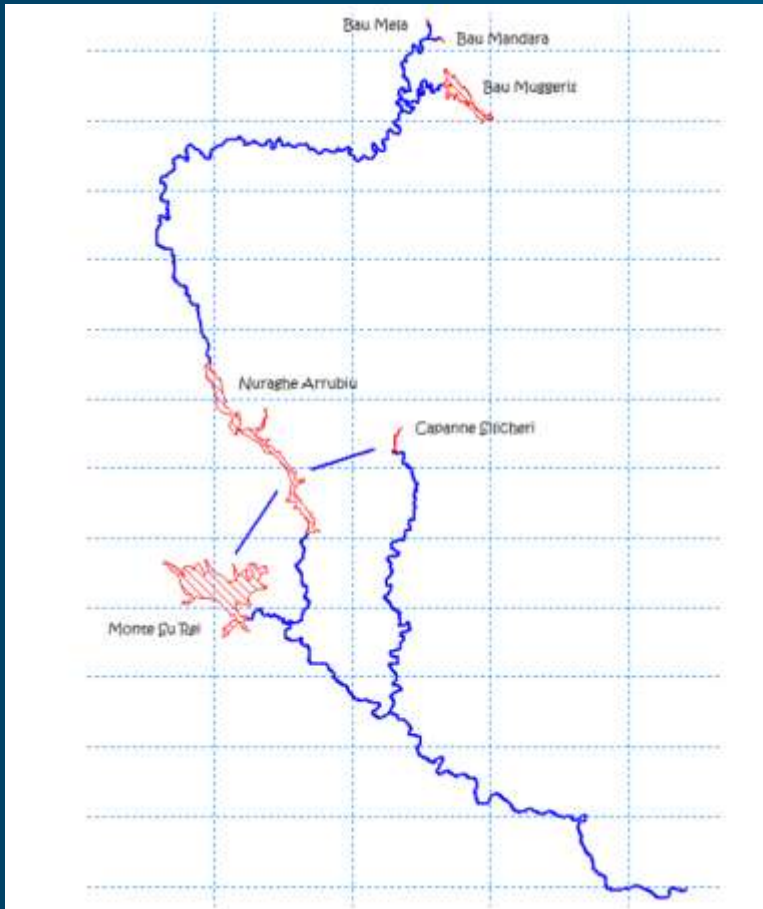 Bau Mela
Bau Mandara
Bau Muggeris
Nuraghe Arrubiu
Capanne Silicheri
Monte Su Rei